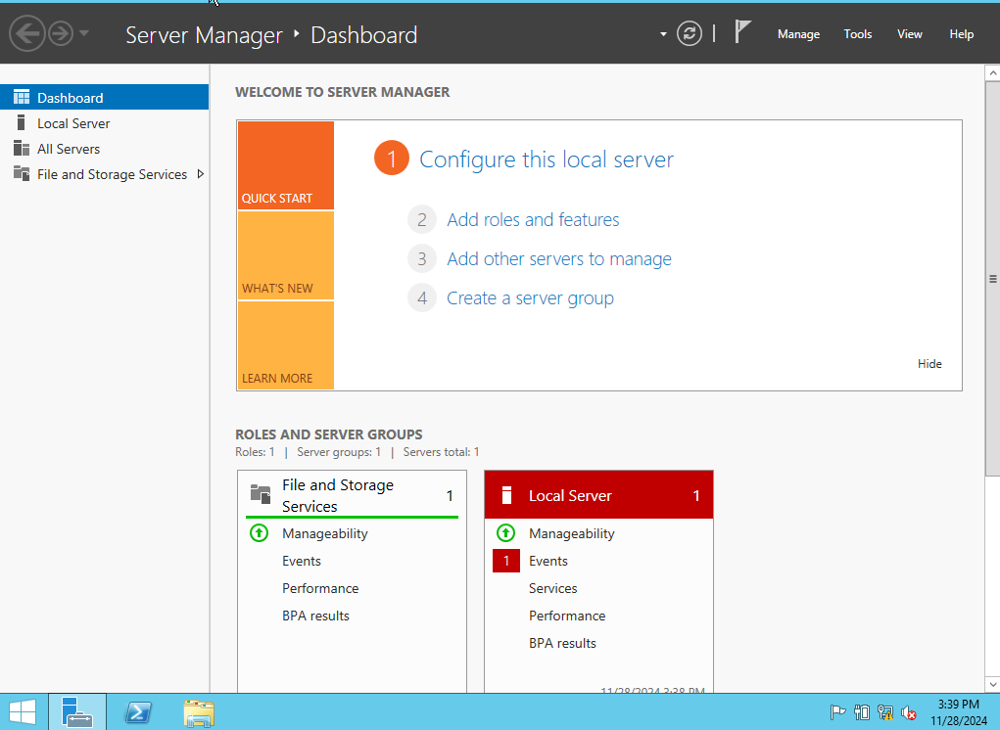 Server Manager ‣ Dashboard
Manage Tools View Help
Dashboard
Local Server
All Servers
File and Storage Services
WELCOME TO SERVER MANAGER
QUICK START
WHAT'S NEW
LEARN MORE
1 Configure this local server
2 Add roles and features
3 Add other servers to manage
4 Create a server group
Hide
ROLES AND SERVER GROUPS
Roles: 1 | Server groups: 1 | Servers total: 1
File and Storage Services 1
Manageability
Events
Performance
BPA results
Local Server 1
Manageability
1 Events
Services
Performance
BPA results
11/28/2024 3:38 PM
3:39 PM
11/28/2024